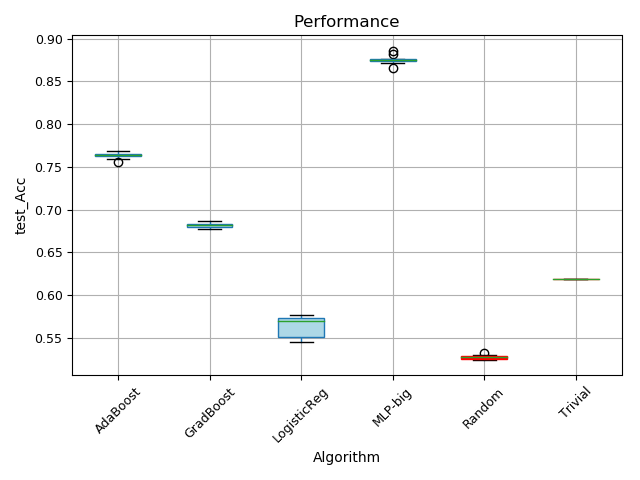 Performance
0.90
0.85
0.80
0.75
0.70
0.65
0.60
0.55
test_Acc
AdaBoost
GradBoost
LogisticReg
MLP-big
Random
Trivial
Algorithm